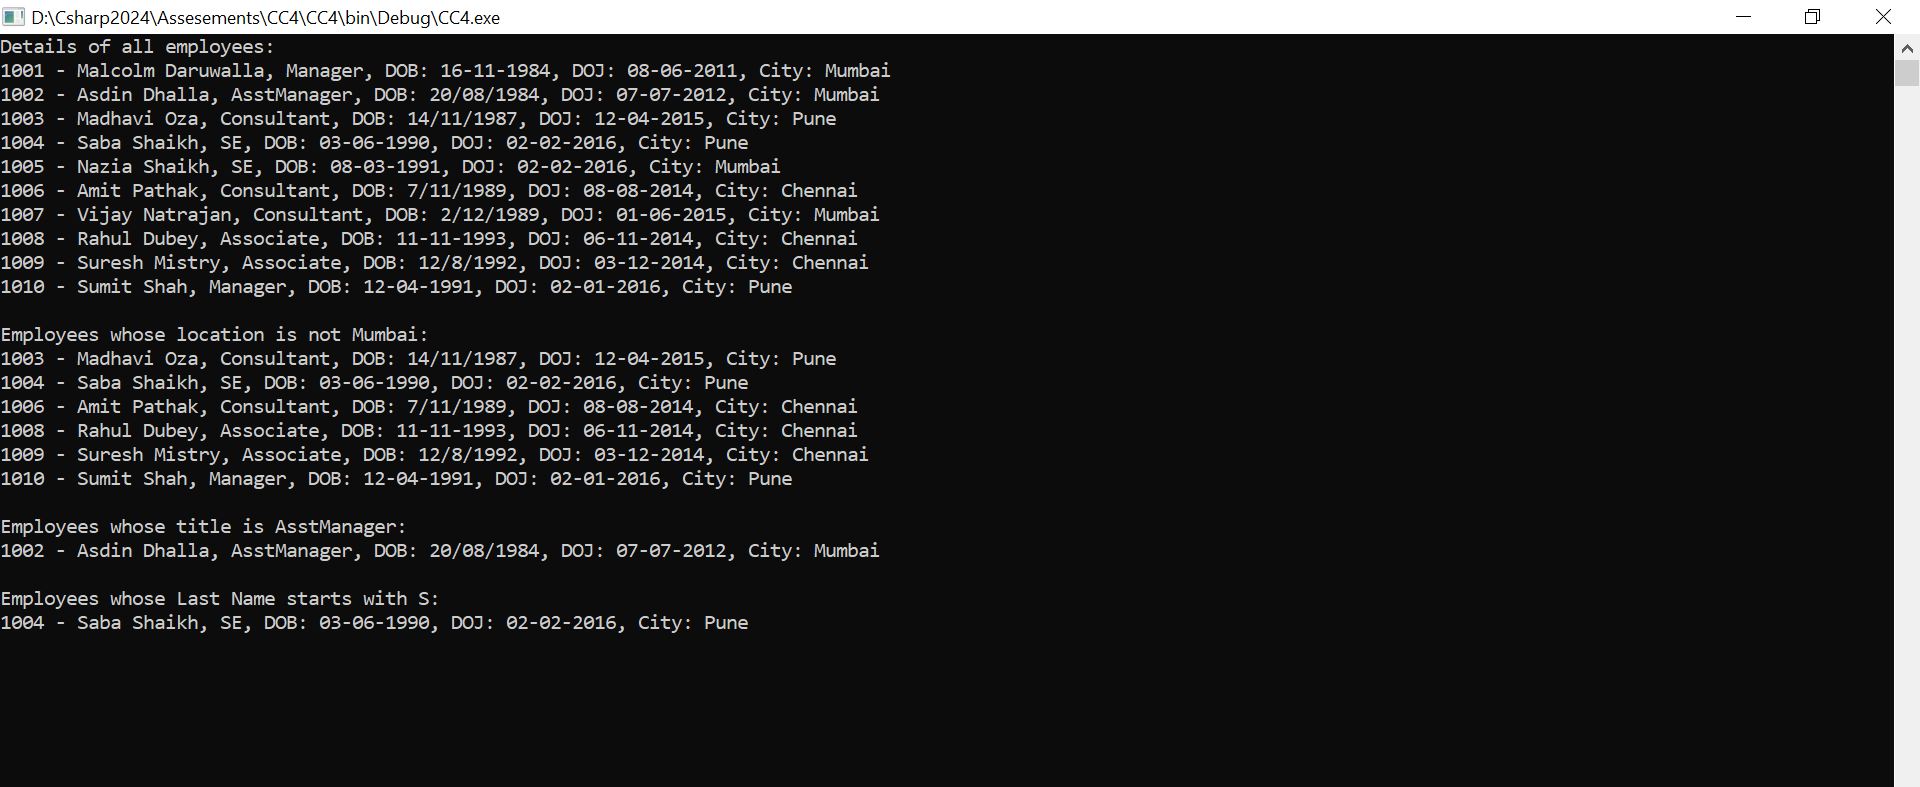 D:\Csharp2024\Assesements\CC4\CC4\bin\Debug\CC4.exe
Details of all employees:
1001 - Malcolm Daruwalla, Manager, DOB: 16-11-1984, DOJ: 08-06-2011, City: Mumbai
1002 - Asdin Dhalla, AsstManager, DOB: 20/08/1984, DOJ: 07-07-2012, City: Mumbai
1003 - Madhavi Oza, Consultant, DOB: 14/11/1987, DOJ: 12-04-2015, City: Pune
1004 - Saba Shaikh, SE, DOB: 03-06-1990, DOJ: 02-02-2016, City: Pune
1005 - Nazia Shaikh, SE, DOB: 08-03-1991, DOJ: 02-02-2016, City: Mumbai
1006 - Amit Pathak, Consultant, DOB: 7/11/1989, DOJ: 08-08-2014, City: Chennai
1007 - Vijay Natrajan, Consultant, DOB: 2/12/1989, DOJ: 01-06-2015, City: Mumbai
1008 - Rahul Dubey, Associate, DOB: 11-11-1993, DOJ: 06-11-2014, City: Chennai
1009 - Suresh Mistry, Associate, DOB: 12/8/1992, DOJ: 03-12-2014, City: Chennai
1010 - Sumit Shah, Manager, DOB: 12-04-1991, DOJ: 02-01-2016, City: Pune
Employees whose location is not Mumbai:
1003 - Madhavi Oza, Consultant, DOB: 14/11/1987, DOJ: 12-04-2015, City: Pune
1004 - Saba Shaikh, SE, DOB: 03-06-1990, DOJ: 02-02-2016, City: Pune
1006 - Amit Pathak, Consultant, DOB: 7/11/1989, DOJ: 08-08-2014, City: Chennai
1008 - Rahul Dubey, Associate, DOB: 11-11-1993, DOJ: 06-11-2014, City: Chennai
1009 - Suresh Mistry, Associate, DOB: 12/8/1992, DOJ: 03-12-2014, City: Chennai
1010 - Sumit Shah, Manager, DOB: 12-04-1991, DOJ: 02-01-2016, City: Pune
Employees whose title is AsstManager:
1002 - Asdin Dhalla, AsstManager, DOB: 20/08/1984, DOJ: 07-07-2012, City: Mumbai
Employees whose Last Name starts with S:
1004 - Saba Shaikh, SE, DOB: 03-06-1990, DOJ: 02-02-2016, City: Pune